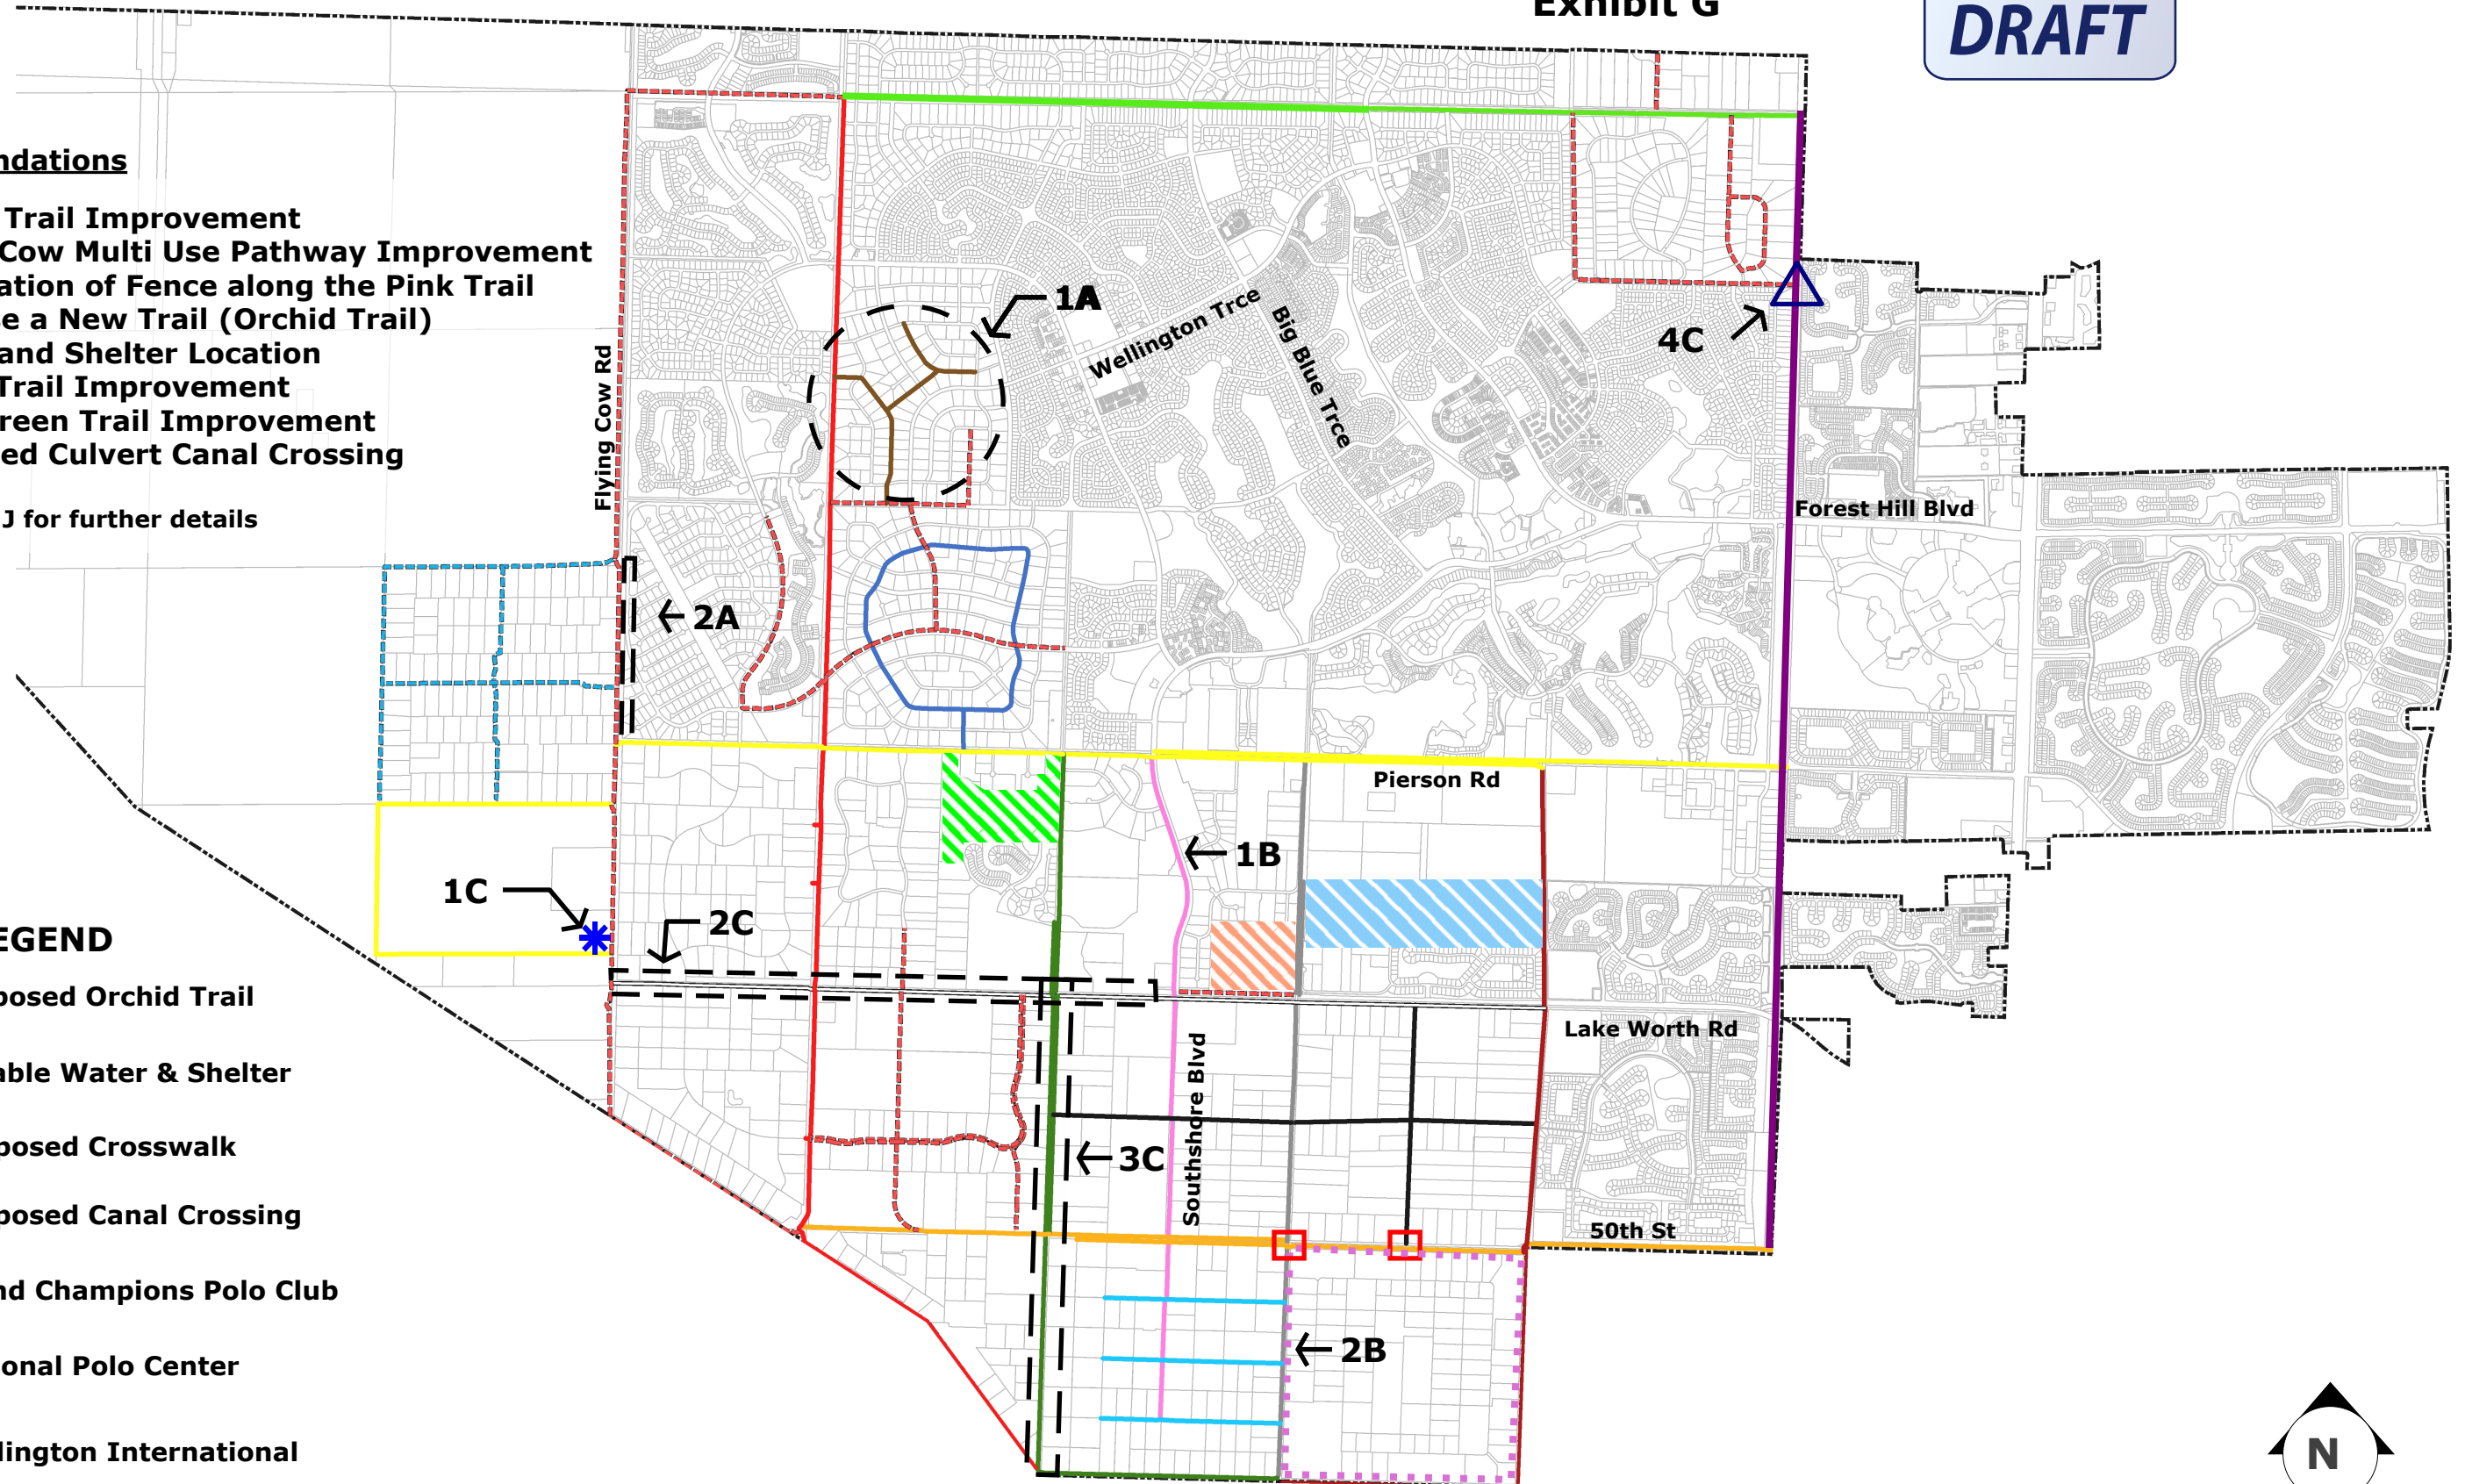 Exhibit G
DRAFT
ndations
Trail Improvement
Cow Multi Use Pathway Improvement
ation of Fence along the Pink Trail
e a New Trail (Orchid Trail)
and Shelter Location
Trail Improvement
reen Trail Improvement
ed Culvert Canal Crossing
J for further details
1A
Wellington Trce
Big Blue Trce
4C
Flying Cow Rd
Forest Hill Blvd
2A
Pierson Rd
1B
1C
2C
EGEND
posed Orchid Trail
able Water & Shelter
posed Crosswalk
posed Canal Crossing
nd Champions Polo Club
ional Polo Center
lington International
Lake Worth Rd
Southshore Blvd
3C
50th St
2B
N